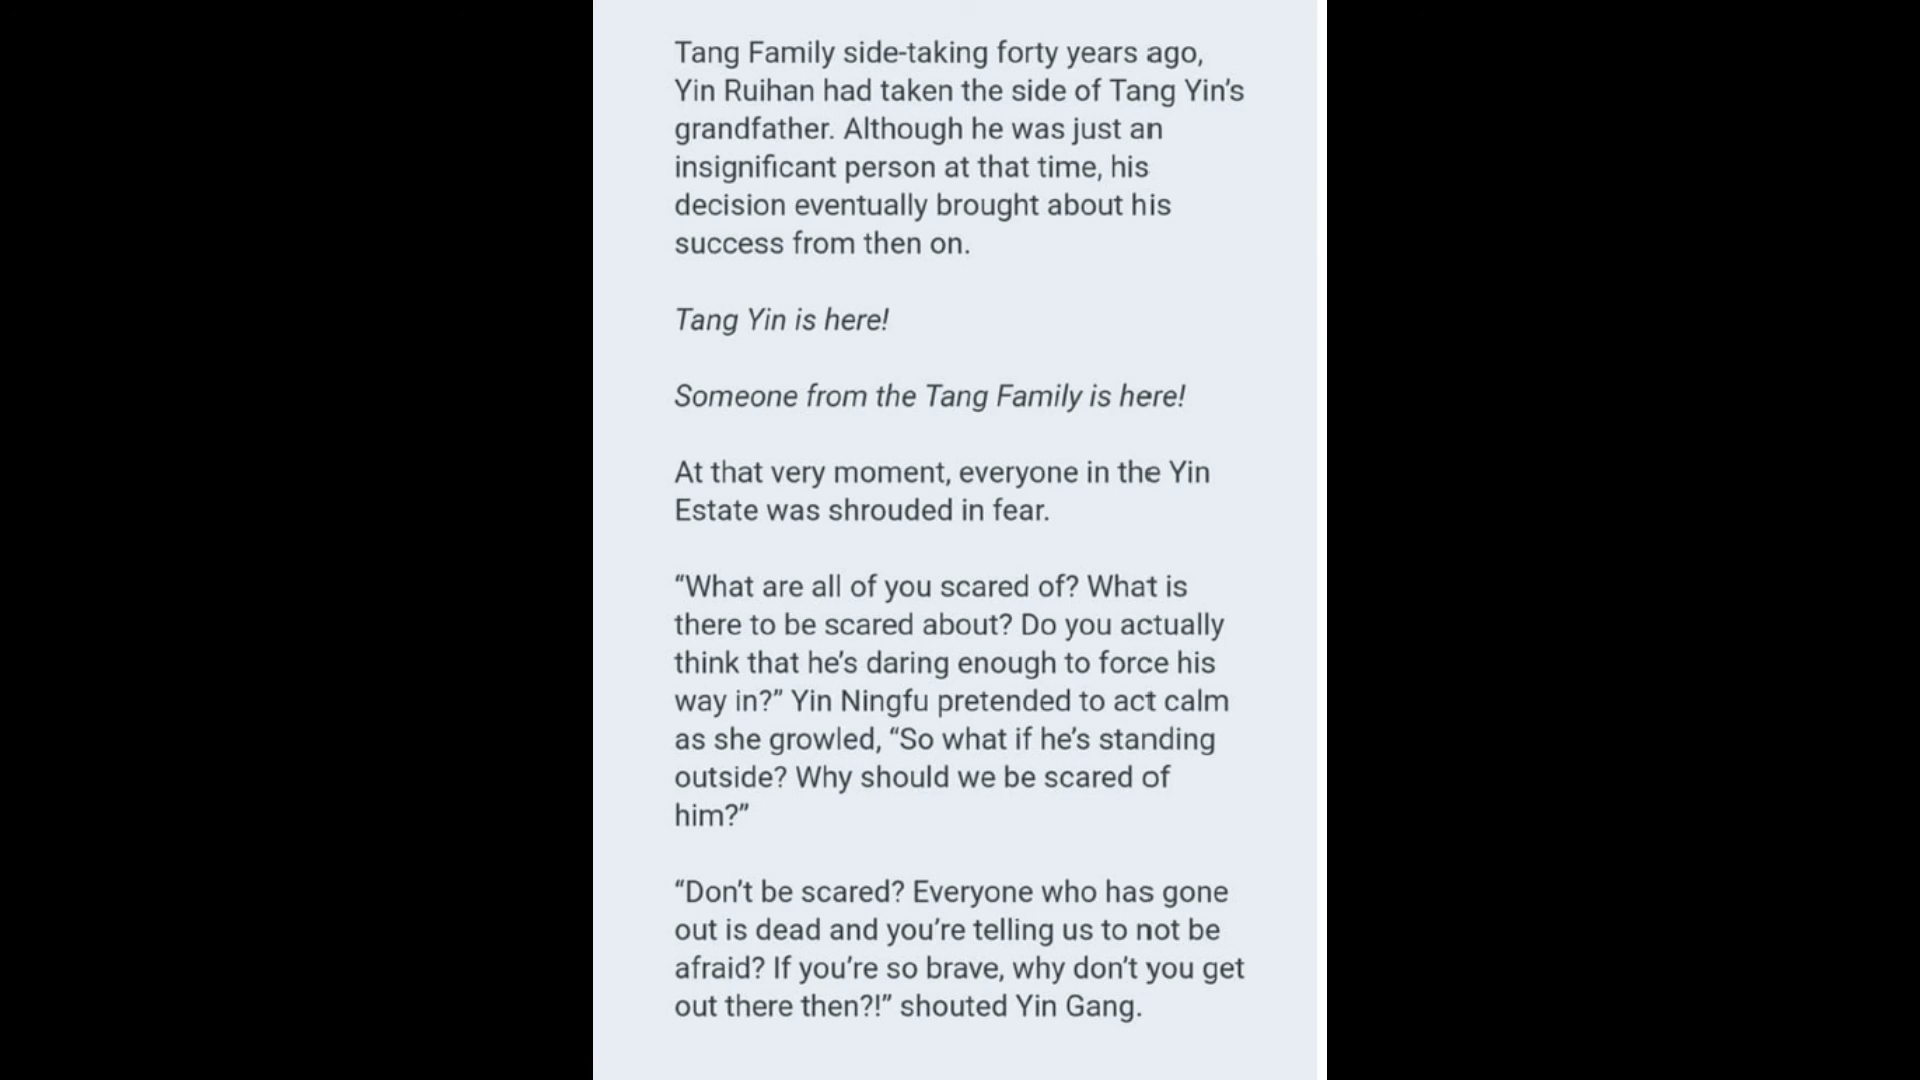 Tang Family side-taking forty years ago,
Yin Ruihan had taken the side of Tang Yin’s
grandfather. Although he was just an
insignificant person at that time, his
decision eventually brought about his
success from then on.
Tang Yin is here!
Someone from the Tang Family is here!
At that very moment, everyone in the Yin
Estate was shrouded in fear.
“What are all of you scared of? What is
there to be scared about? Do you actually
think that he’s daring enough to force his
way in?” Yin Ningfu pretended to act calm
as she growled, “So what if he’s standing
outside? Why should we be scared of
him?”
“Don’t be scared? Everyone who has gone
out is dead and you’re telling us to not be
afraid? If you’re so brave, why don’t you get
out there then?!” shouted Yin Gang.